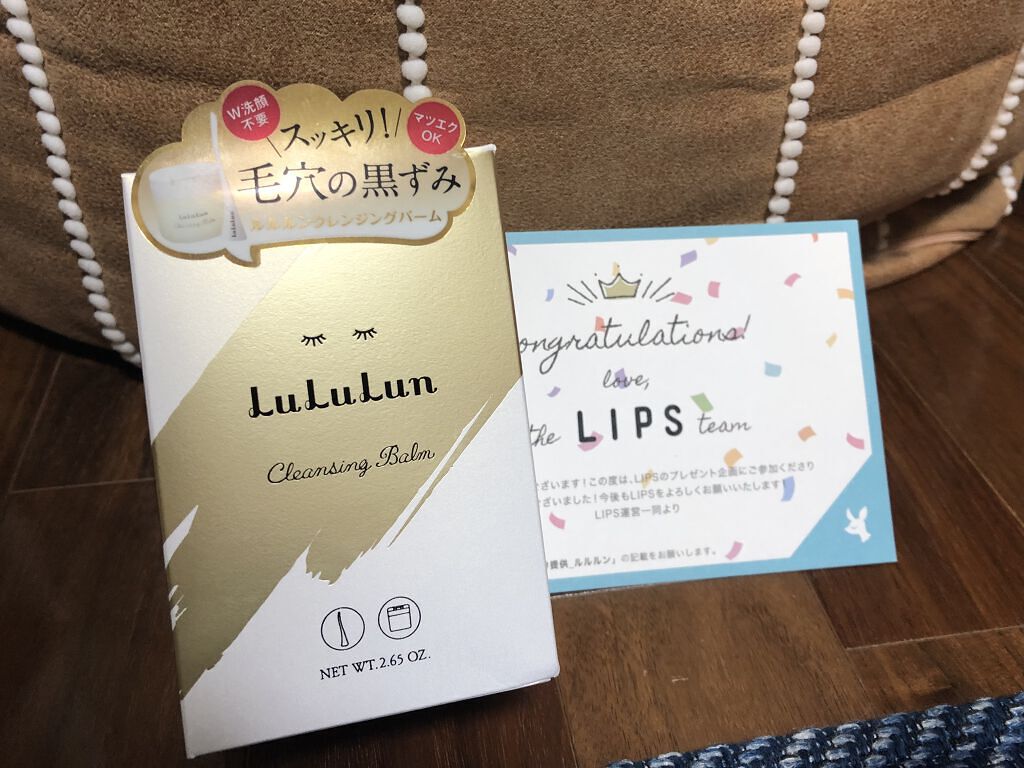 W洗顔
不要
スッキリ!
マツエク
OK
毛穴の黒ずみ
ルルルンクレンジングバーム
LuLuLun
Cleansing Balm
NET WT. 2.65 OZ.
ongratulations!
love,
the LIPS team
ざいます！この度は、LIPSのプレゼント企画にご参加くださり
ざいました！今後もLIPSをよろしくお願いいたします！
LIPS運営一同より
提供_ルルルン」の記載をお願いします。